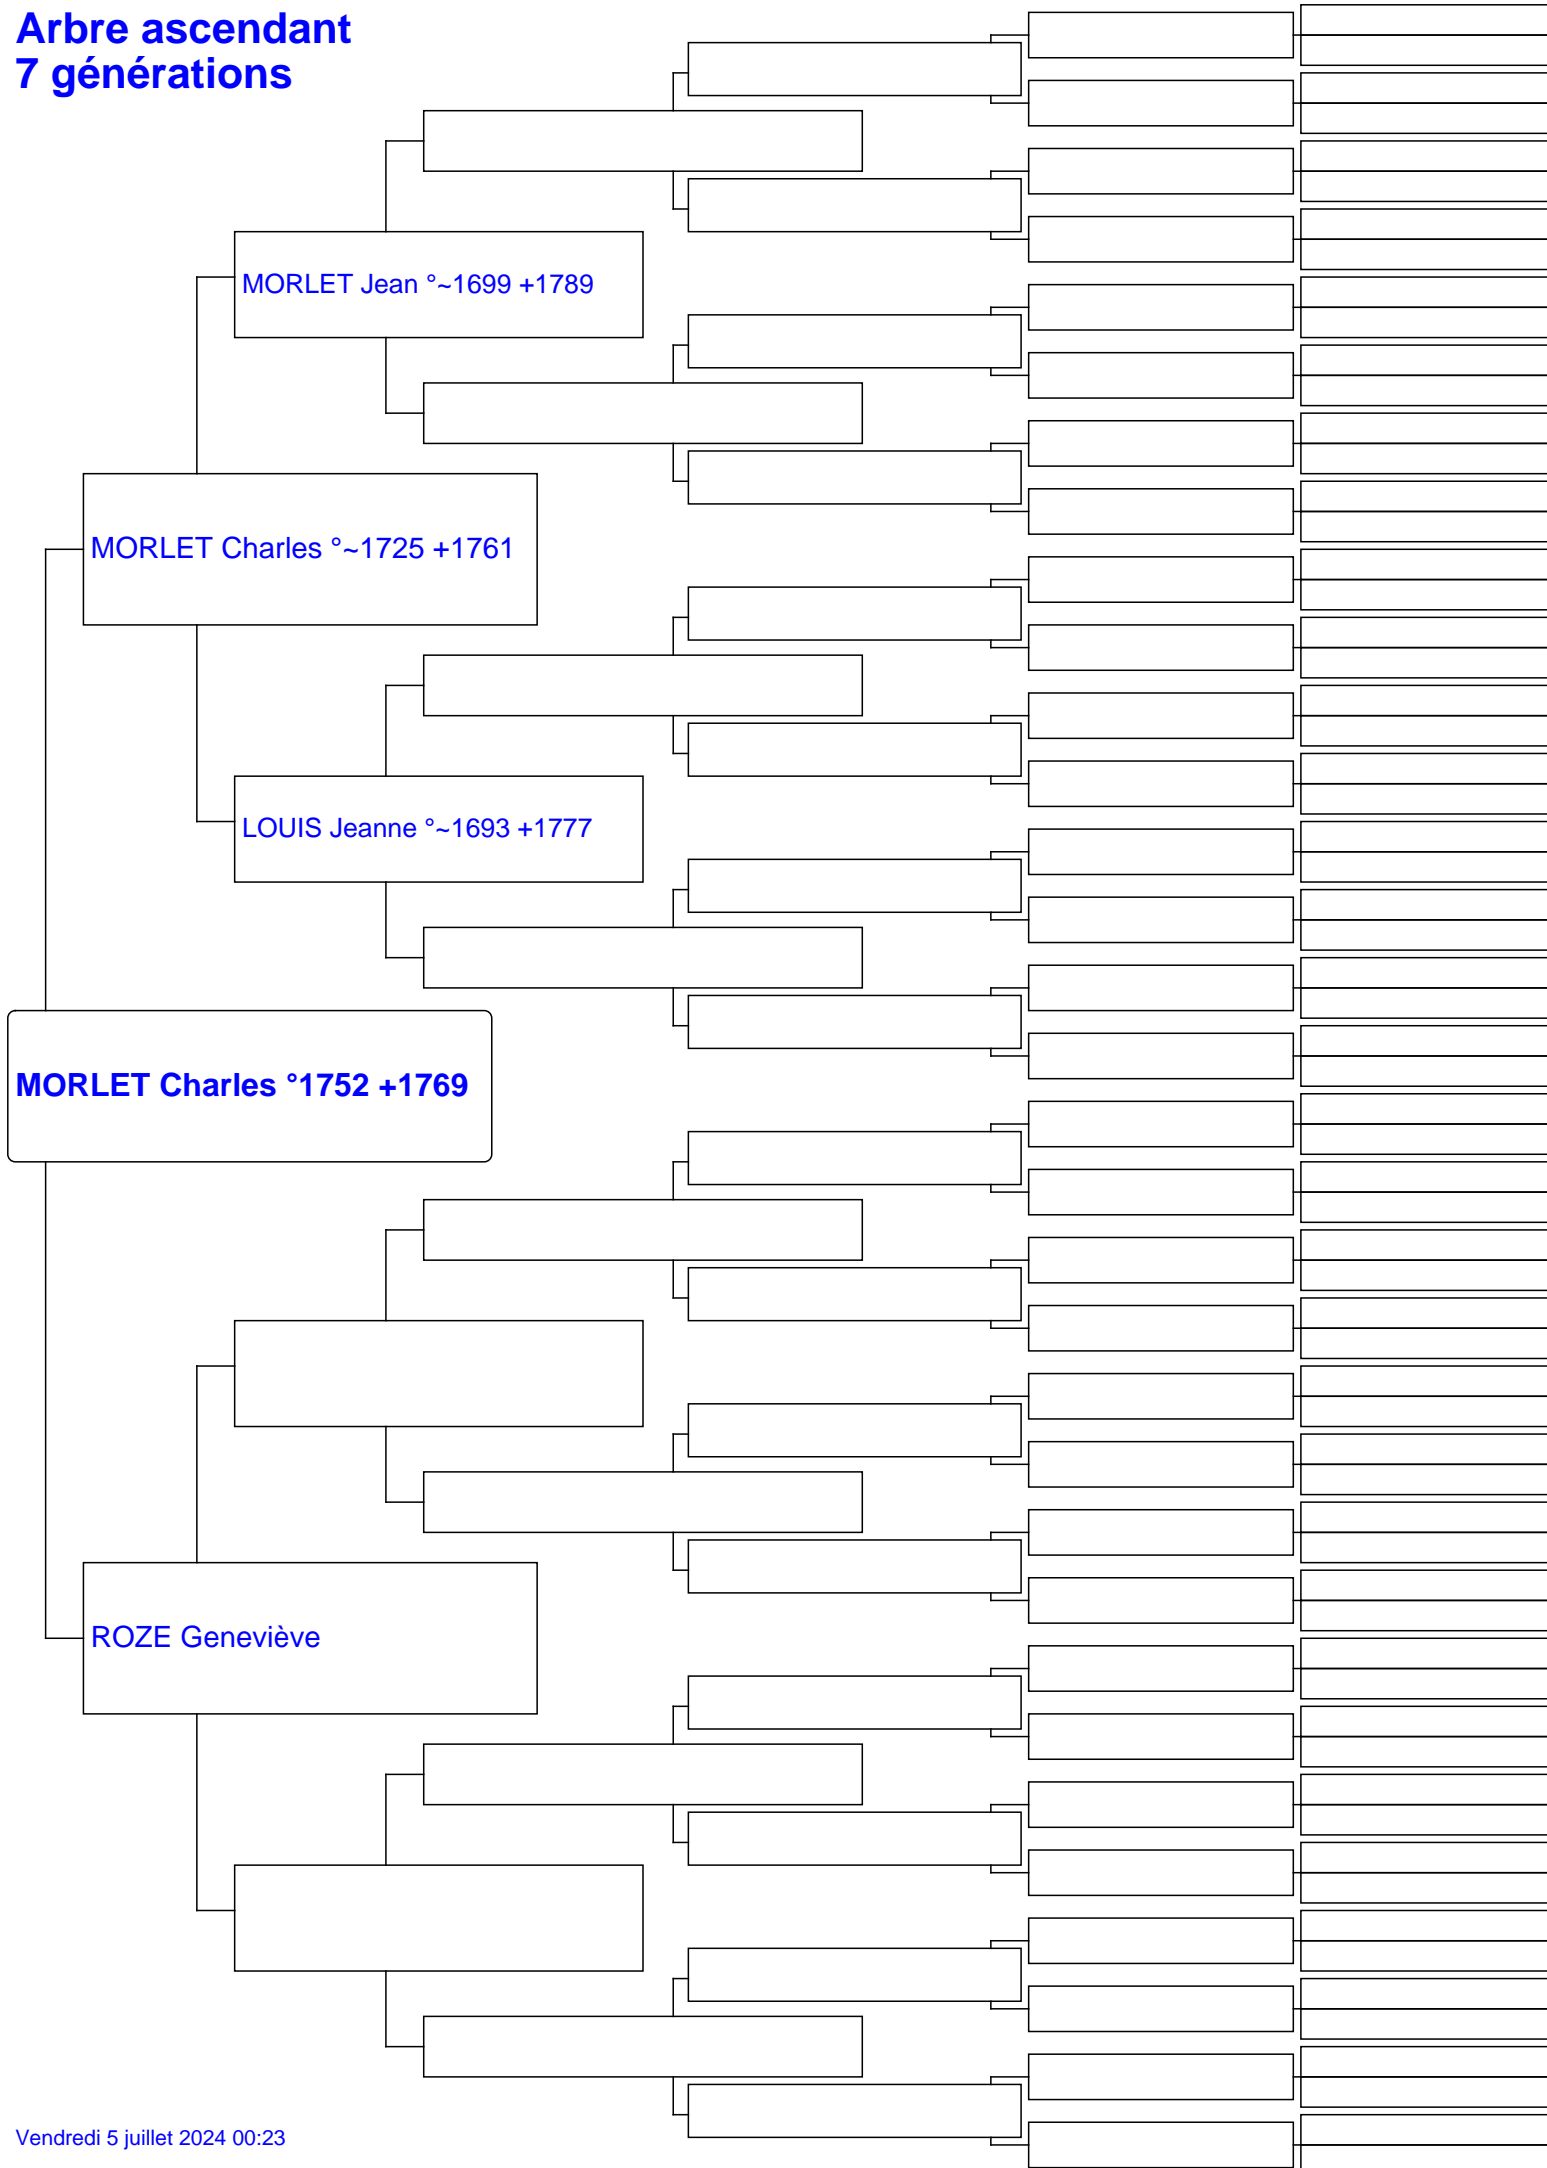 Arbre ascendant
7 générations
MORLET Jean °~1699 +1789
MORLET Charles °~1725 +1761
LOUIS Jeanne °~1693 +1777
MORLET Charles °1752 +1769
ROZE Geneviève
Vendredi 5 juillet 2024 00:23